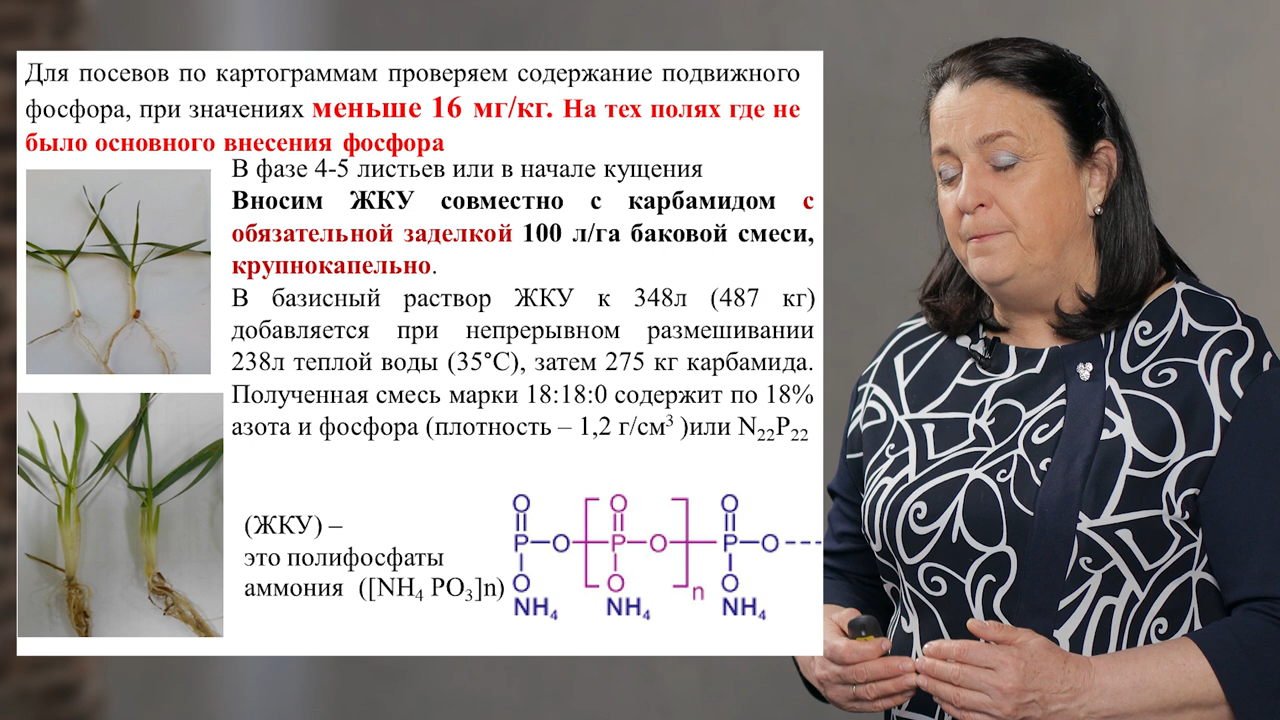 Для посевов по картограммам проверяем содержание подвижного
фосфора, при значениях меньше 16 мг/кг. На тех полях где не
было основного внесения фосфора
В фазе 4-5 листьев или в начале кущения
Вносим ЖКУ совместно с карбамидом с
обязательной заделкой 100 л/га баковой смеси,
крупнокапельно.
В базисный раствор ЖКУ к 348л (487 кг)
добавляется при непрерывном размешивании
238л теплой воды (35°С), затем 275 кг карбамида.
Полученная смесь марки 18:18:0 содержит по 18%
азота и фосфора (плотность – 1,2 г/см³ )или N₂₂P₂₂
(ЖКУ) –
это полифосфаты
аммония ([NH₄ PO₃]n)
O O O
P O P O P O
O O O n
NH₄ NH₄ NH₄